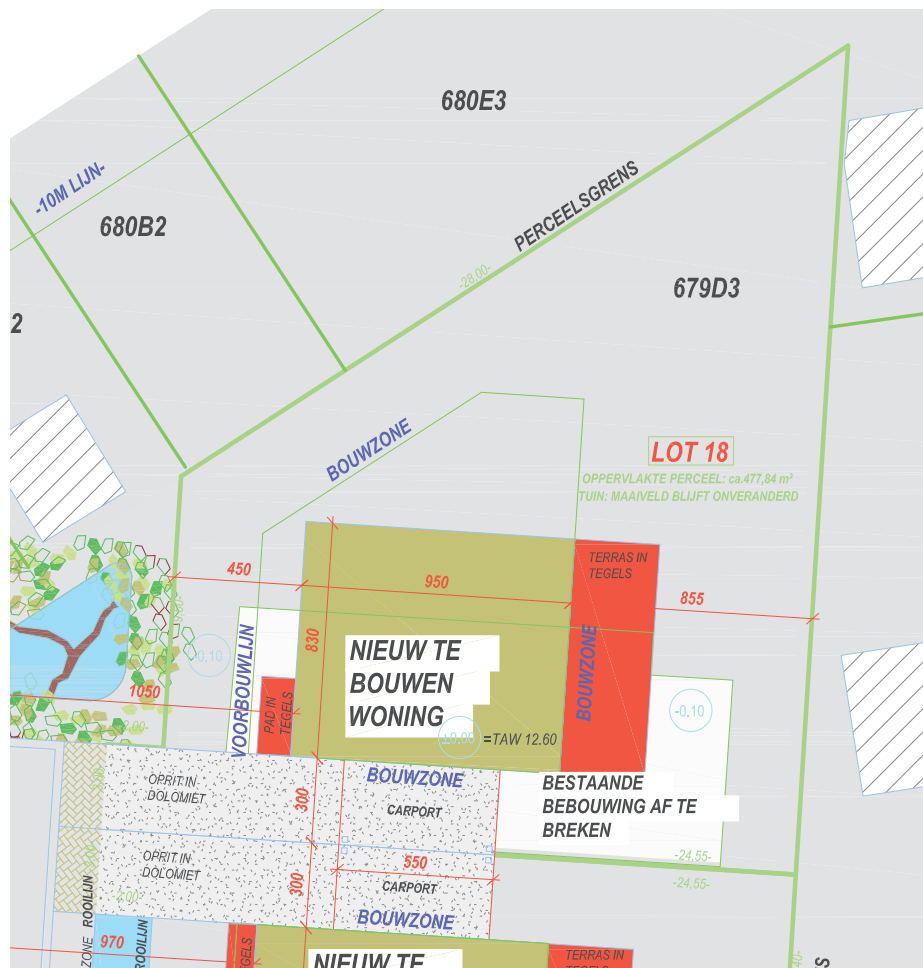 680E3
-10M LIJN-
680B2
PERCEELSGRENS
-28.00-
679D3
2
BOUWZONE
LOT 18
OPPERVLAKTE PERCEEL: ca.477,84 m²
TUIN: MAAIVELD BLIJFT ONVERANDERD
TERRAS IN
TEGELS
450
950
855
830
NIEUW TE
BOUWEN
WONING
BOUWZONE
VOORBOUWLIJN
-0.10
1050
PAD IN
TEGELS
±0.00
=TAW 12.60
-0.10
BOUWZONE
CARPORT
OPRIT IN
DOLOMIET
300
BESTAANDE
BEBOUWING AF TE
BREKEN
-24,55-
-24,55-
OPRIT IN
DOLOMIET
300
550
CARPORT
BOUWZONE
ROOILIJN
ZONE
ROOILIJN
970
TEGELS
NIEUW TE
TERRAS IN
TEGELS
S